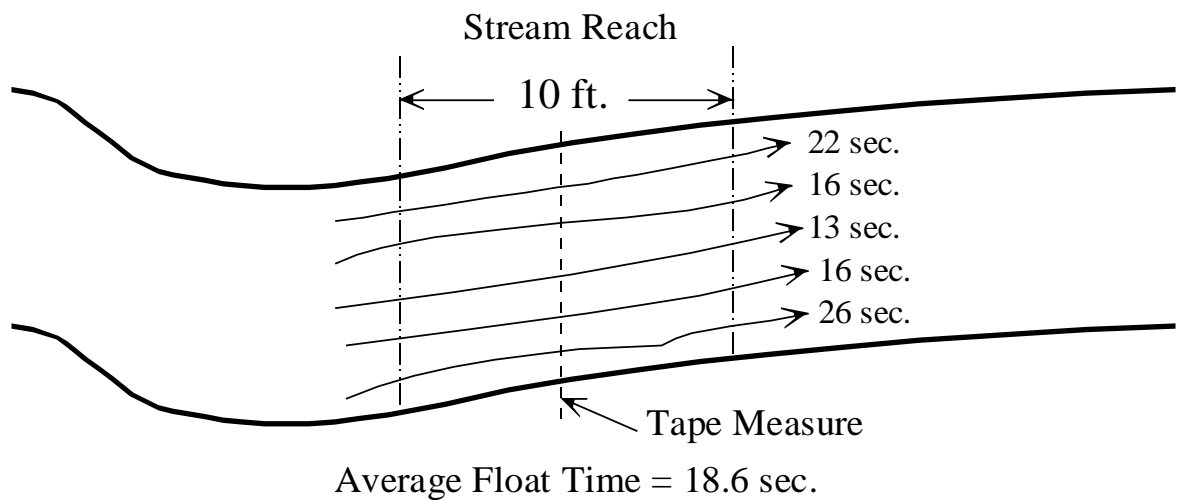 Stream Reach
10 ft.
22 sec.
16 sec.
13 sec.
16 sec.
26 sec.
Tape Measure
Average Float Time = 18.6 sec.